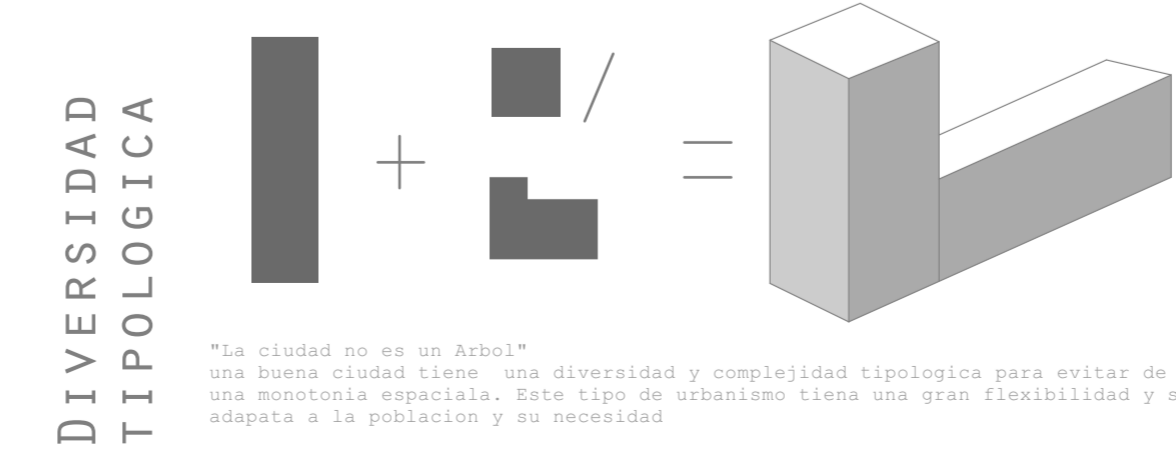 DIVERSIDAD
TIPOLOGICA
"La ciudad no es un Arbol"
una buena ciudad tiene una diversidad y complejidad tipologica para evitar de
una monotonia espaciala. Este tipo de urbanismo tiena una gran flexibilidad y s
adapata a la poblacion y su necesidad